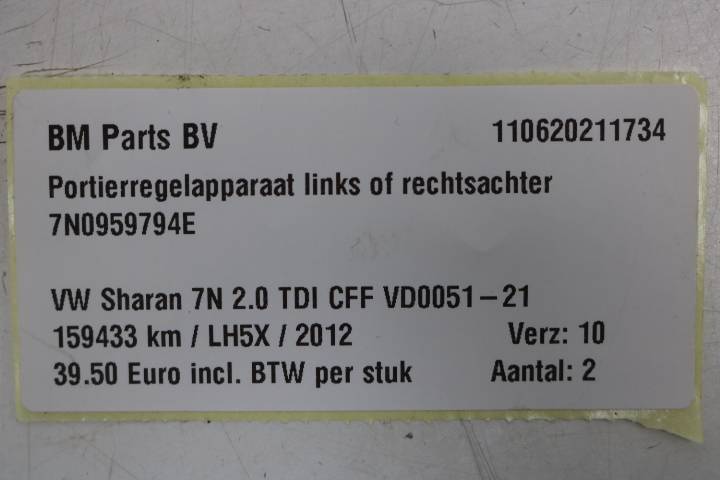 BM Parts BV 110620211734
Portierregelapparaat links of rechtsachter
7N0959794E
VW Sharan 7N 2.0 TDI CFF VD0051-21
159433 km / LH5X / 2012 Verz: 10
39.50 Euro incl. BTW per stuk Aantal: 2